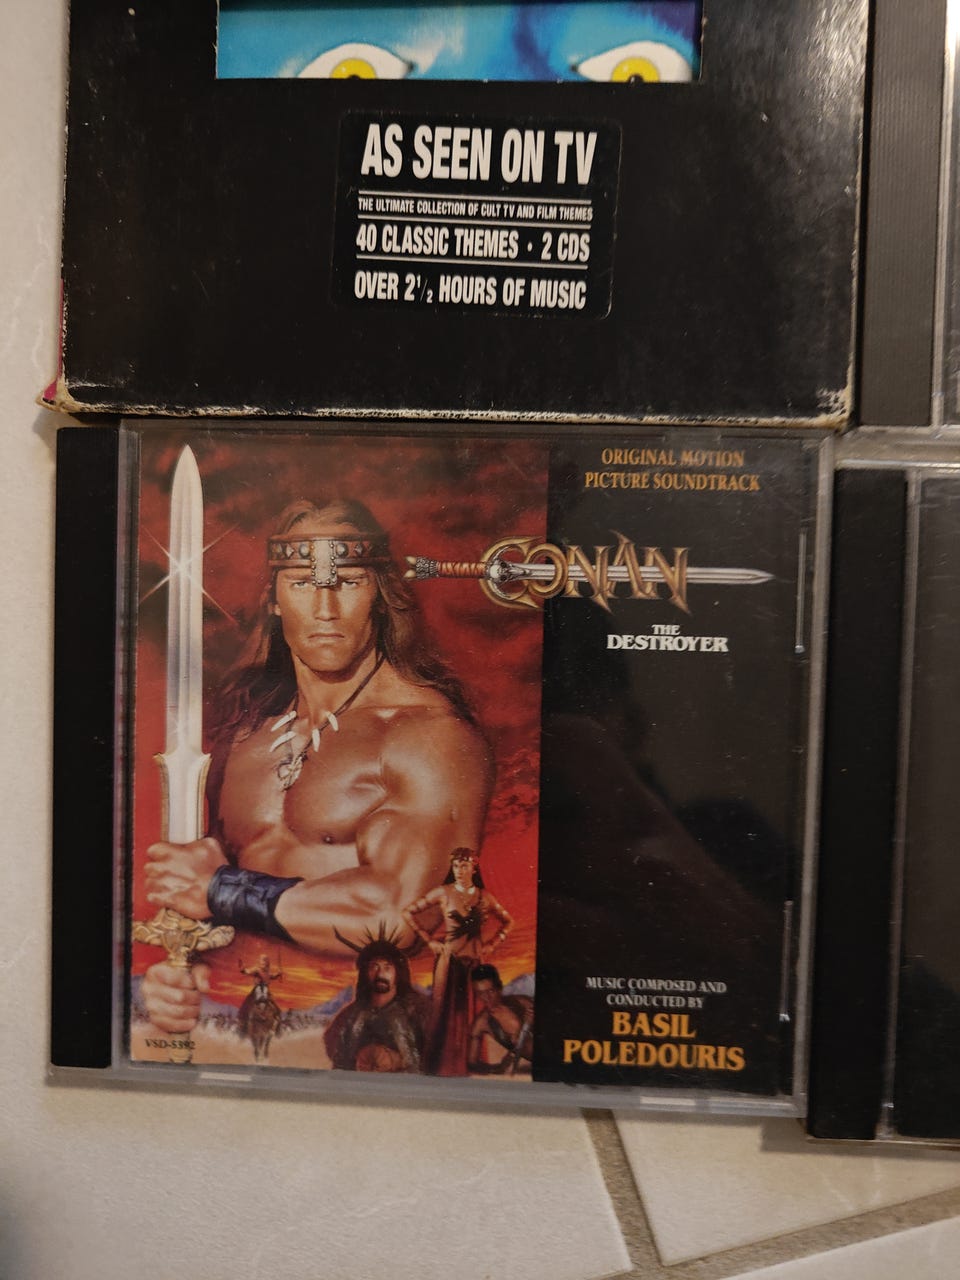 AS SEEN ON TV
THE ULTIMATE COLLECTION OF CULT TV AND FILM THEMES
40 CLASSIC THEMES · 2 CDS
OVER 2 1/2 HOURS OF MUSIC
ORIGINAL MOTION
PICTURE SOUNDTRACK
CONAN
THE
DESTROYER
MUSIC COMPOSED AND
CONDUCTED BY
BASIL
POLEDOURIS
VSD-5392